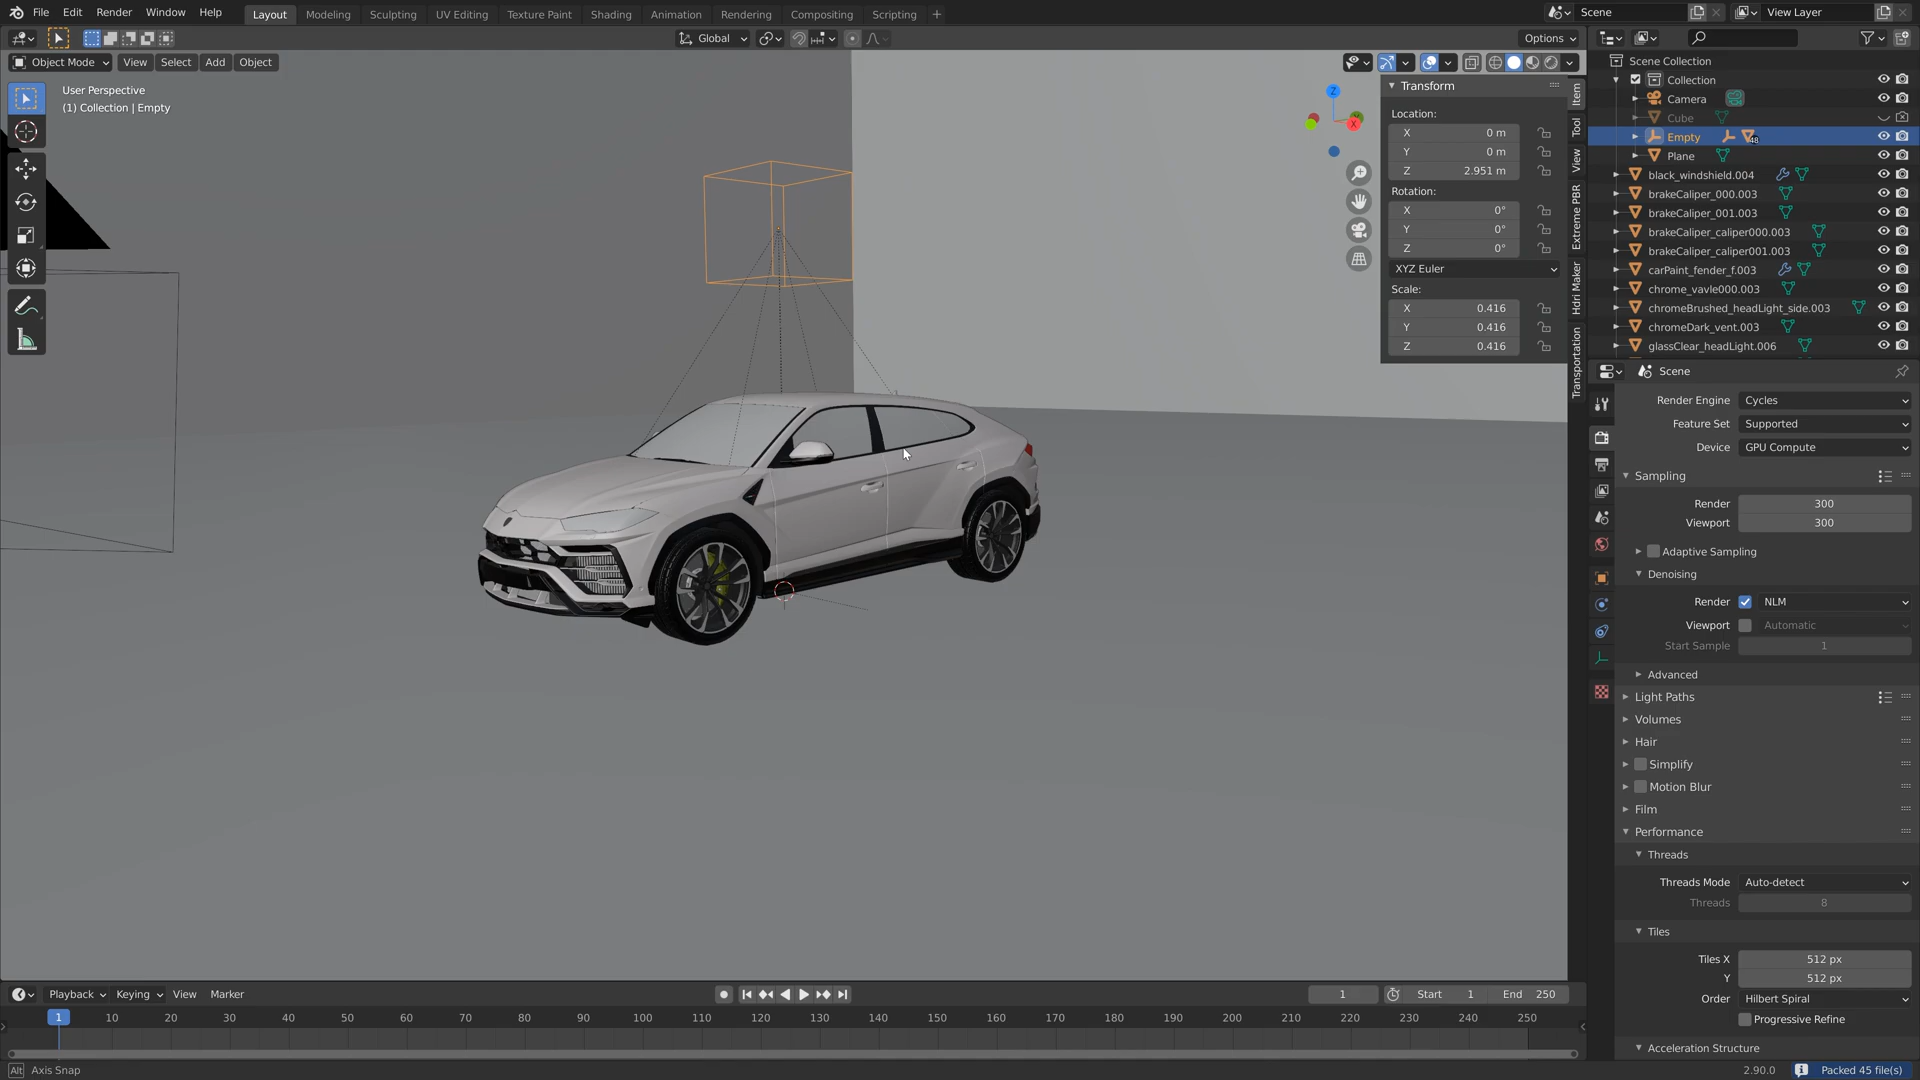 File Edit Render Window Help
Layout Modeling Sculpting UV Editing Texture Paint Shading Animation Rendering Compositing Scripting +
Scene
View Layer
Global
Options
Object Mode View Select Add Object
User Perspective
(1) Collection | Empty
Z
X
Transform
Location:
X 0 m
Y 0 m
Z 2.951 m
Rotation:
X 0°
Y 0°
Z 0°
XYZ Euler
Scale:
X 0.416
Y 0.416
Z 0.416
Item
Tool
View
Extreme PBR
Hdri Maker
Transportation
Scene Collection
Collection
Camera
Cube
Empty
48
Plane
black_windshield.004
brakeCaliper_000.003
brakeCaliper_001.003
brakeCaliper_caliper000.003
brakeCaliper_caliper001.003
carPaint_fender_f.003
chrome_vavle000.003
chromeBrushed_headLight_side.003
chromeDark_vent.003
glassClear_headLight.006
Scene
Render Engine Cycles
Feature Set Supported
Device GPU Compute
Sampling
Render 300
Viewport 300
Adaptive Sampling
Denoising
Render NLM
Viewport Automatic
Start Sample 1
Advanced
Light Paths
Volumes
Hair
Simplify
Motion Blur
Film
Performance
Threads
Threads Mode Auto-detect
Threads 8
Tiles
Tiles X 512 px
Y 512 px
Order Hilbert Spiral
Progressive Refine
Acceleration Structure
Playback Keying View Marker
1 Start 1 End 250
1 10 20 30 40 50 60 70 80 90 100 110 120 130 140 150 160 170 180 190 200 210 220 230 240 250
Alt Axis Snap
2.90.0 Packed 45 file(s)